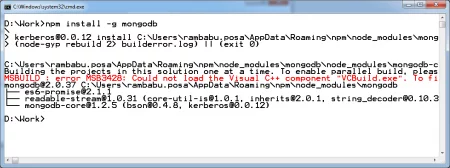 C:\Windows\system32\cmd.exe
D:\Work>npm install -g mongodb
\
> kerberos@0.0.12 install C:\Users\rambabu.posa\AppData\Roaming\npm\node_modules\mong
> (node-gyp rebuild 2> builderror.log) || (exit 0)
C:\Users\rambabu.posa\AppData\Roaming\npm\node_modules\mongodb\node_modules\mongodb-c
Building the projects in this solution one at a time. To enable parallel build, pleas
MSBUILD : error MSB3428: Could not load the Visual C++ component "VCBuild.exe". To fi
mongodb@2.0.37 C:\Users\rambabu.posa\AppData\Roaming\npm\node_modules\mongodb
├── es6-promise@2.1.1
├── readable-stream@1.0.31 (core-util-is@1.0.1, inherits@2.0.1, string_decoder@0.10.3
└── mongodb-core@1.2.5 (bson@0.4.8, kerberos@0.0.12)
D:\Work>